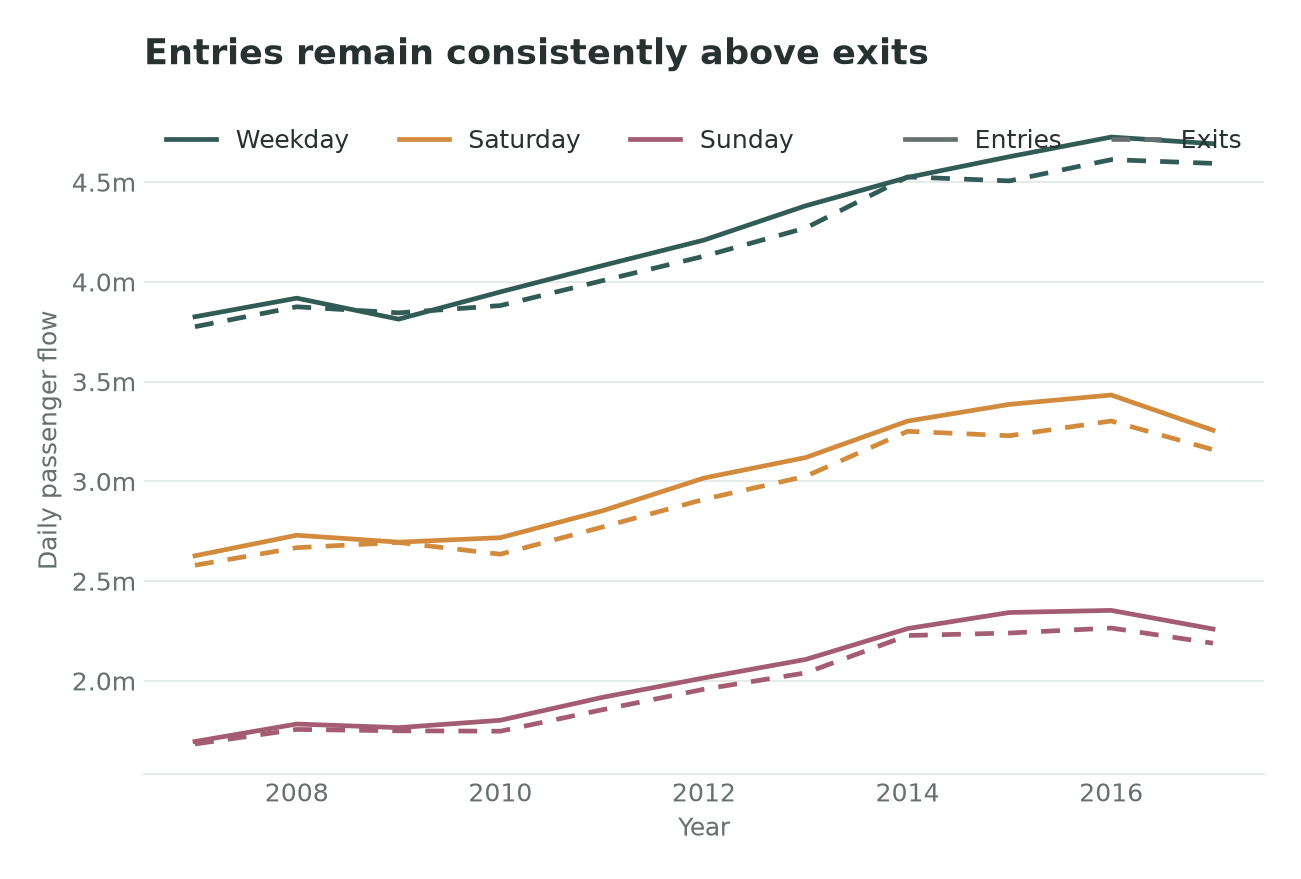 Entries remain consistently above exits
Weekday Saturday Sunday Entries Exits
4.5m
4.0m
3.5m
3.0m
2.5m
2.0m
Daily passenger flow
2008 2010 2012 2014 2016
Year